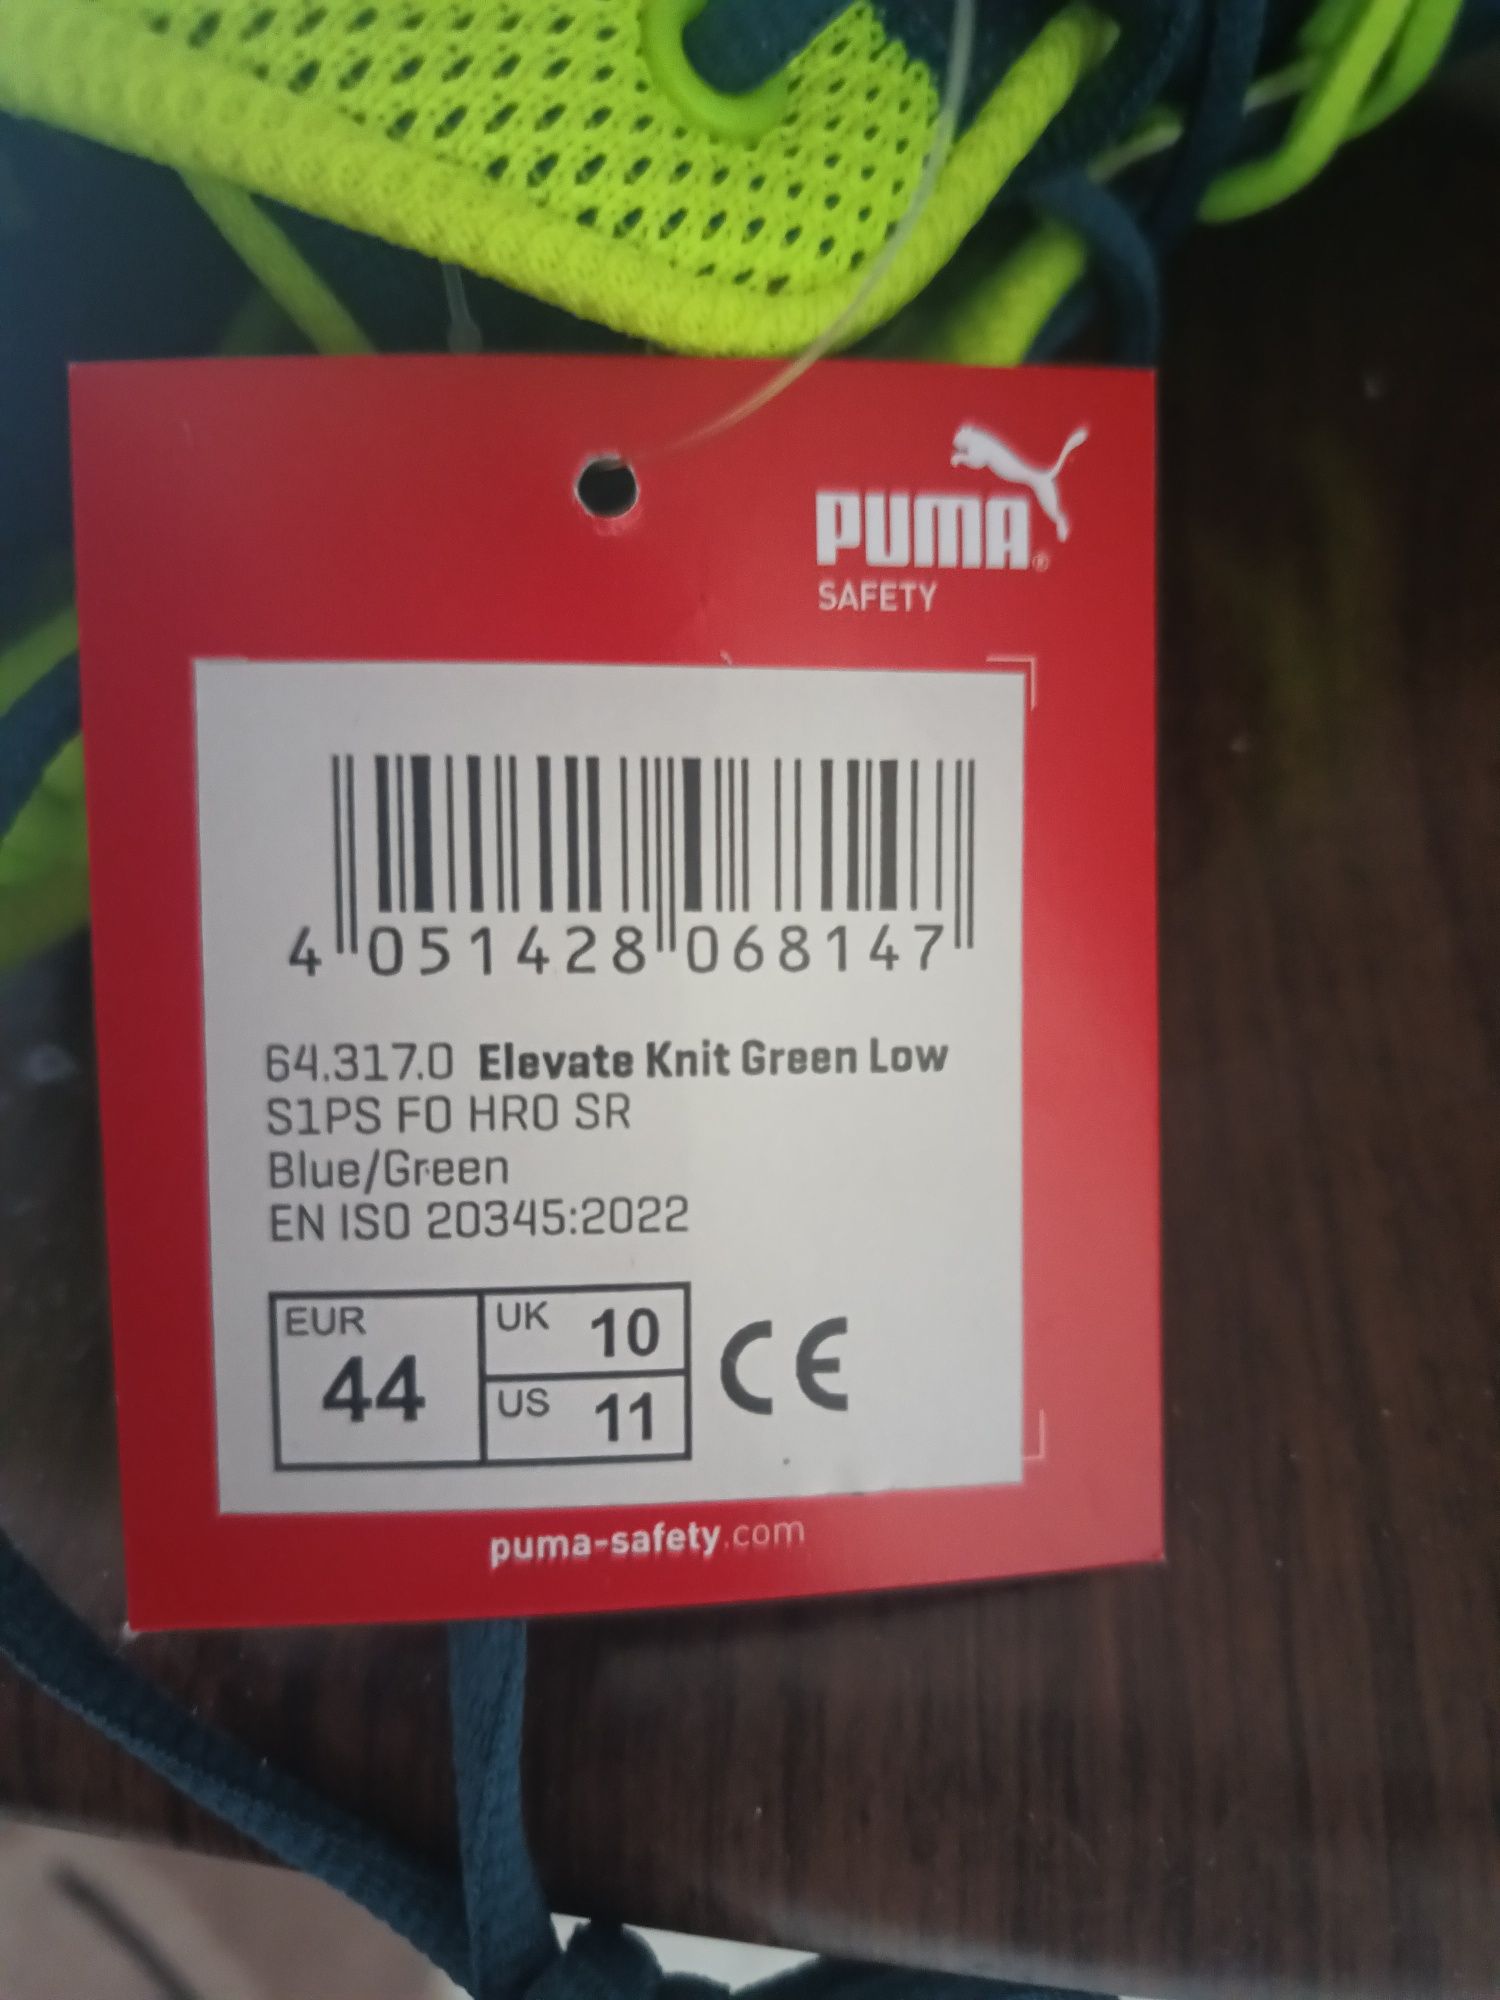 PUMA®
SAFETY
4 051428 068147
64.317.0 Elevate Knit Green Low
S1PS FO HRO SR
Blue/Green
EN ISO 20345:2022
EUR
44
UK 10
US 11
CE
puma-safety.com